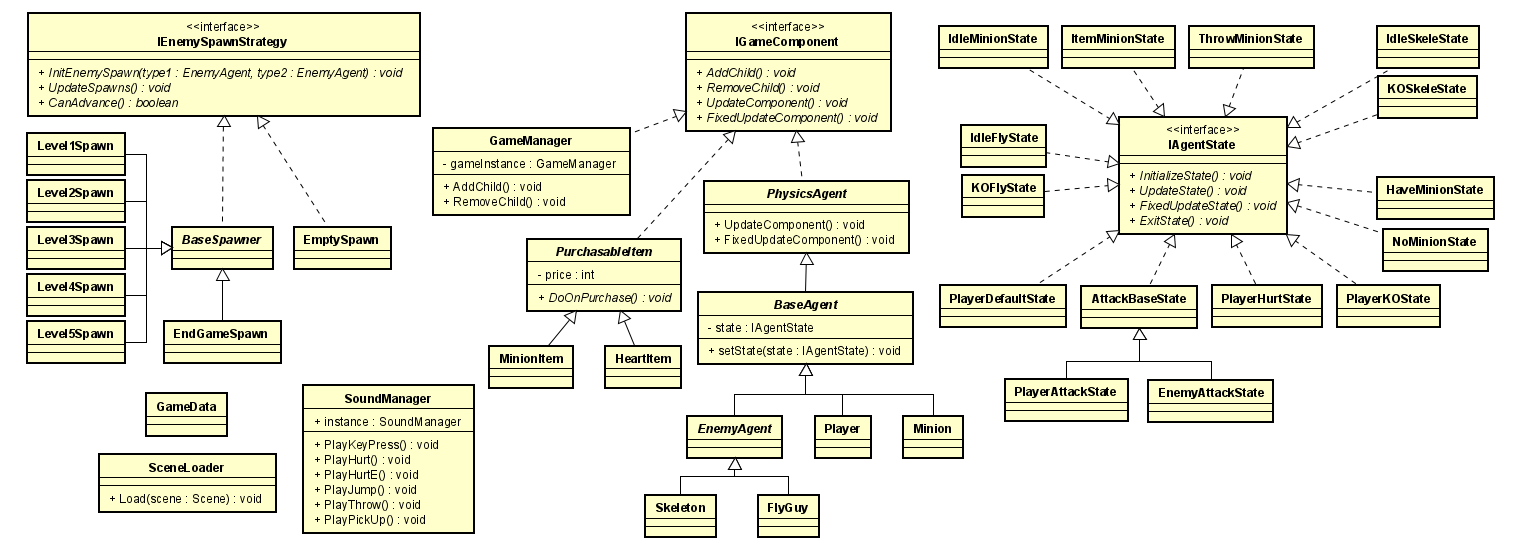 <<interface>>
IEnemySpawnStrategy
+ InitEnemySpawn(type1 : EnemyAgent, type2 : EnemyAgent) : void
+ UpdateSpawns() : void
+ CanAdvance() : boolean
Level1Spawn
Level2Spawn
Level3Spawn
Level4Spawn
Level5Spawn
BaseSpawner
EmptySpawn
EndGameSpawn
GameData
SceneLoader
+ Load(scene : Scene) : void
SoundManager
+ instance : SoundManager
+ PlayKeyPress() : void
+ PlayHurt() : void
+ PlayHurtE() : void
+ PlayJump() : void
+ PlayThrow() : void
+ PlayPickUp() : void
<<interface>>
IGameComponent
+ AddChild() : void
+ RemoveChild() : void
+ UpdateComponent() : void
+ FixedUpdateComponent() : void
GameManager
- gameInstance : GameManager
+ AddChild() : void
+ RemoveChild() : void
PhysicsAgent
+ UpdateComponent() : void
+ FixedUpdateComponent() : void
PurchasableItem
- price : int
+ DoOnPurchase() : void
MinionItem
HeartItem
BaseAgent
- state : IAgentState
+ setState(state : IAgentState) : void
EnemyAgent
Player
Minion
Skeleton
FlyGuy
IdleMinionState
ItemMinionState
ThrowMinionState
IdleSkeleState
KOSkeleState
IdleFlyState
KOFlyState
<<interface>>
IAgentState
+ InitializeState() : void
+ UpdateState() : void
+ FixedUpdateState() : void
+ ExitState() : void
HaveMinionState
NoMinionState
PlayerDefaultState
AttackBaseState
PlayerHurtState
PlayerKOState
PlayerAttackState
EnemyAttackState